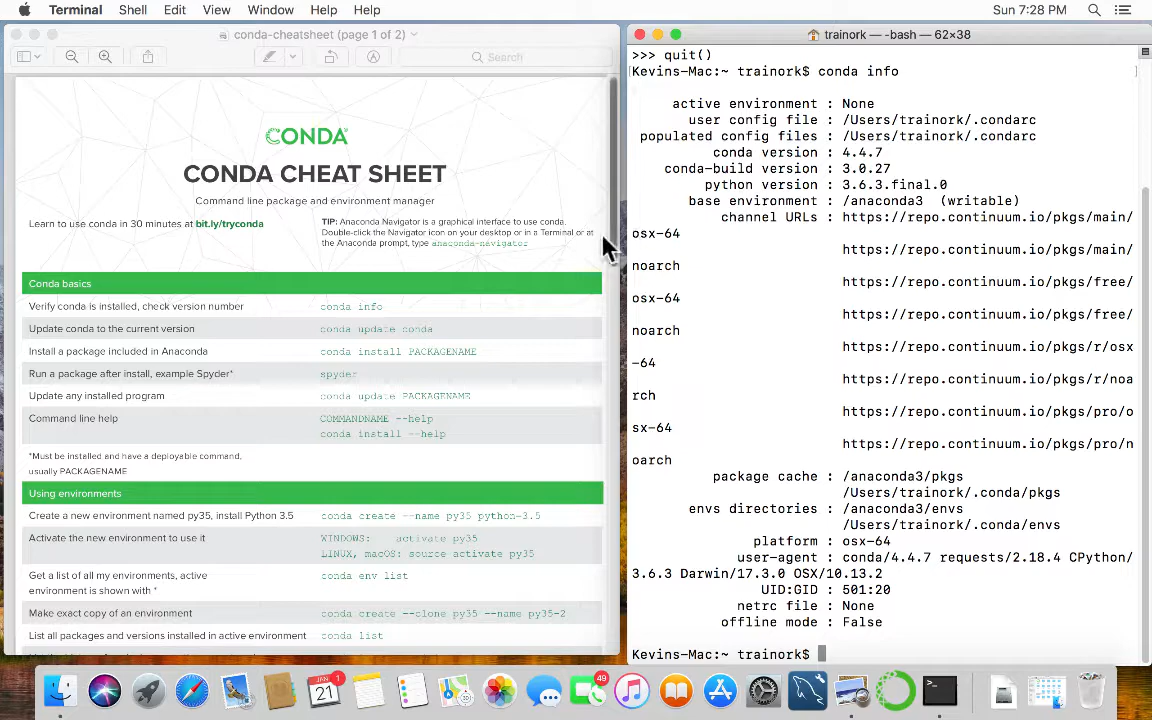 Terminal Shell Edit View Window Help Help Sun 7:28 PM
conda-cheatsheet (page 1 of 2)
Search
CONDA
CONDA CHEAT SHEET
Command line package and environment manager
Learn to use conda in 30 minutes at bit.ly/tryconda
TIP: Anaconda Navigator is a graphical interface to use conda.
Double-click the Navigator icon on your desktop or in a Terminal or at
the Anaconda prompt, type anaconda-navigator
Conda basics
Verify conda is installed, check version number conda info
Update conda to the current version conda update conda
Install a package included in Anaconda conda install PACKAGENAME
Run a package after install, example Spyder* spyder
Update any installed program conda update PACKAGENAME
Command line help COMMANDNAME --help
conda install --help
*Must be installed and have a deployable command,
usually PACKAGENAME
Using environments
Create a new environment named py35, install Python 3.5 conda create --name py35 python=3.5
Activate the new environment to use it WINDOWS: activate py35
LINUX, macOS: source activate py35
Get a list of all my environments, active conda env list
environment is shown with *
Make exact copy of an environment conda create --clone py35 --name py35-2
List all packages and versions installed in active environment conda list
trainork — -bash — 62×38
>>> quit()
[Kevins-Mac:~ trainork$ conda info ]
active environment : None
user config file : /Users/trainork/.condarc
populated config files : /Users/trainork/.condarc
conda version : 4.4.7
conda-build version : 3.0.27
python version : 3.6.3.final.0
base environment : /anaconda3 (writable)
channel URLs : https://repo.continuum.io/pkgs/main/
osx-64
https://repo.continuum.io/pkgs/main/
noarch
https://repo.continuum.io/pkgs/free/
osx-64
https://repo.continuum.io/pkgs/free/
noarch
https://repo.continuum.io/pkgs/r/osx
-64
https://repo.continuum.io/pkgs/r/noa
rch
https://repo.continuum.io/pkgs/pro/o
sx-64
https://repo.continuum.io/pkgs/pro/n
oarch
package cache : /anaconda3/pkgs
/Users/trainork/.conda/pkgs
envs directories : /anaconda3/envs
/Users/trainork/.conda/envs
platform : osx-64
user-agent : conda/4.4.7 requests/2.18.4 CPython/
3.6.3 Darwin/17.3.0 OSX/10.13.2
UID:GID : 501:20
netrc file : None
offline mode : False
Kevins-Mac:~ trainork$
JAN
21
1
49
>_